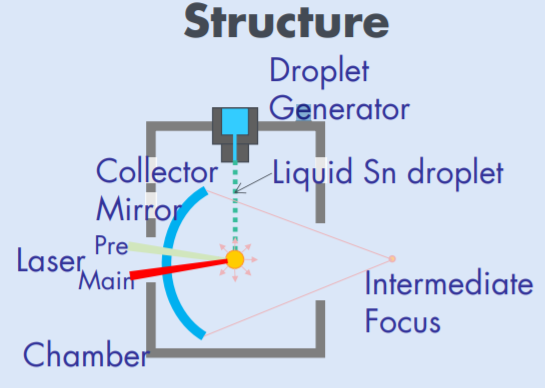 Structure
Droplet
Generator
Collector
Mirror
Liquid Sn droplet
Pre
Laser
Main
Intermediate
Focus
Chamber